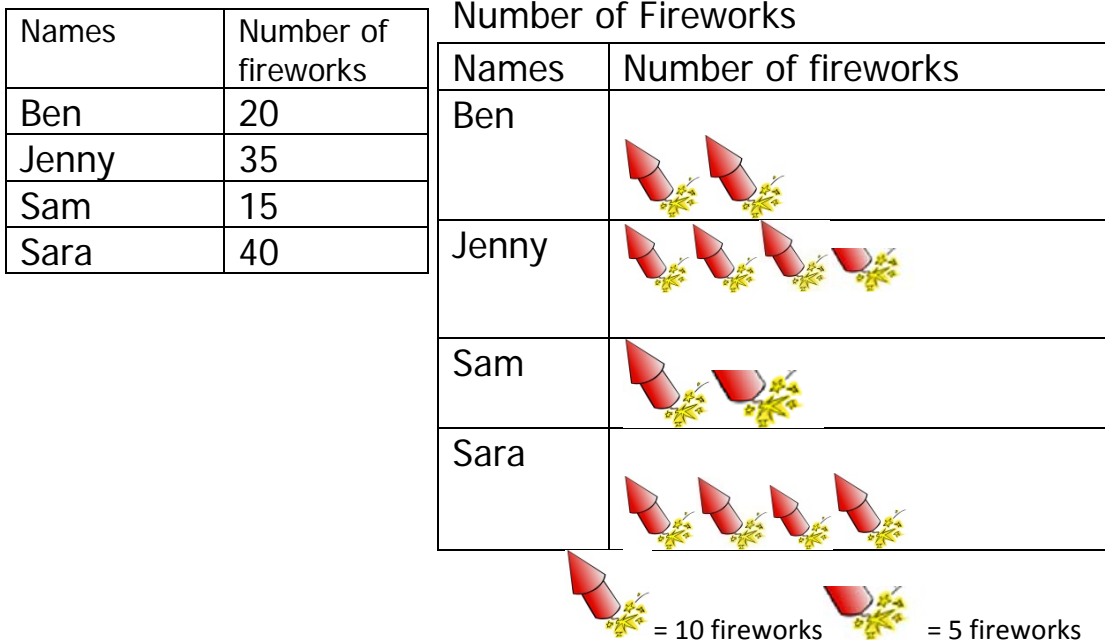 Names Number of
fireworks
Ben 20
Jenny 35
Sam 15
Sara 40
Number of Fireworks
Names Number of fireworks
Ben
Jenny
Sam
Sara
= 10 fireworks = 5 fireworks